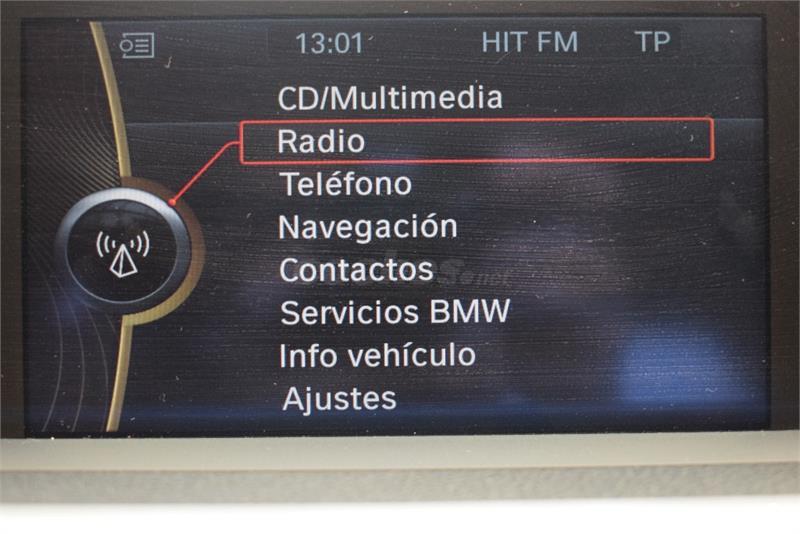 13:01 HIT FM TP
CD/Multimedia
Radio
Teléfono
Navegación
Contactos
Servicios BMW
Info vehículo
Ajustes